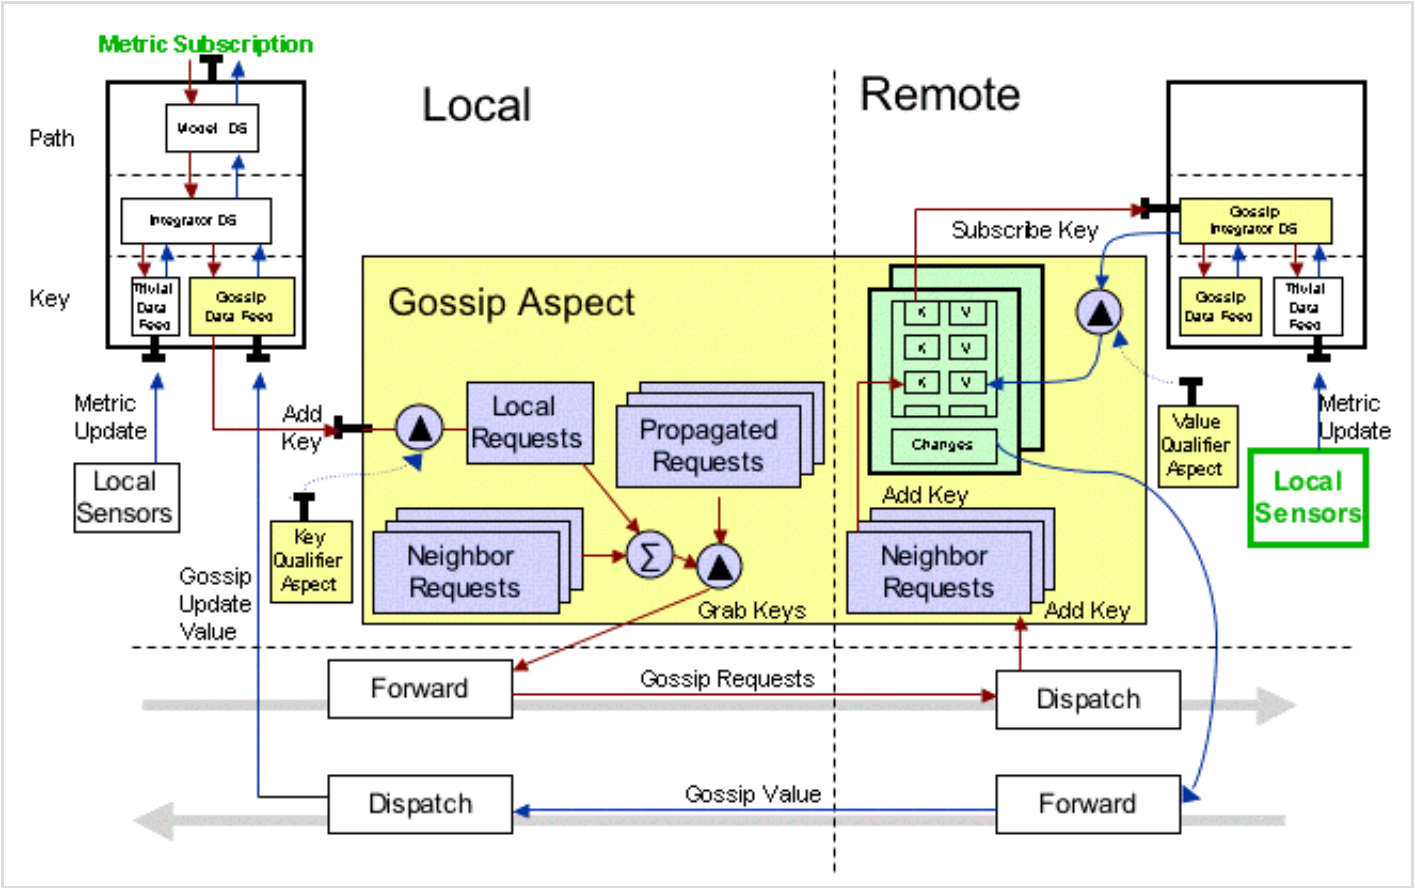 Metric Subscription
Local
Remote
Path
Model DS
Integrator DS
Key
Trivial
Data
Feed
Gossip
Data Feed
Gossip Aspect
Subscribe Key
Gossip
Integrator DS
Gossip
Data Feed
Trivial
Data
Feed
K V
K V
K V
Changes
Metric
Update
Add
Key
Local
Requests
Propagated
Requests
Value
Qualifier
Aspect
Metric
Update
Local
Sensors
Local
Sensors
Key
Qualifier
Aspect
Neighbor
Requests
Σ
Grab Keys
Add Key
Neighbor
Requests
Add Key
Gossip
Update
Value
Forward
Gossip Requests
Dispatch
Dispatch
Gossip Value
Forward